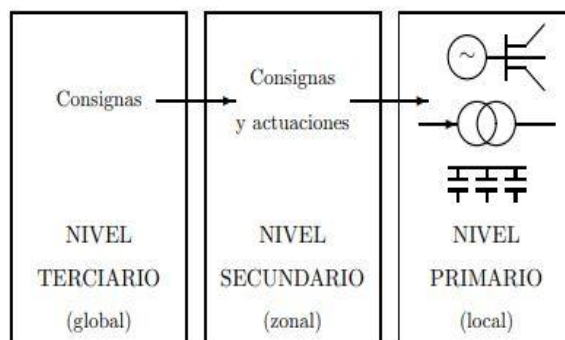 Consignas
NIVEL
TERCIARIO
(global)
Consignas
y actuaciones
NIVEL
SECUNDARIO
(zonal)
~
NIVEL
PRIMARIO
(local)